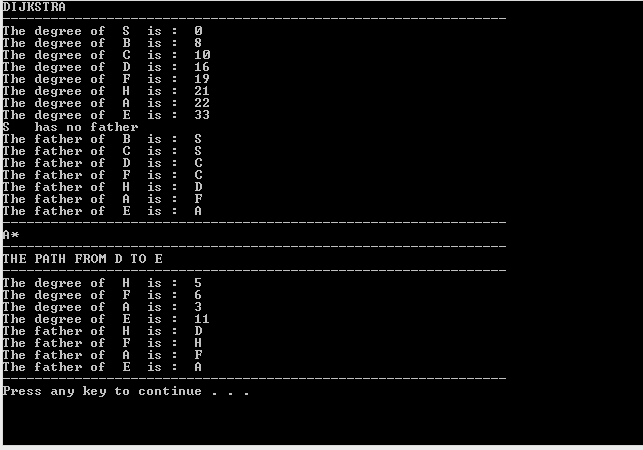 DIJKSTRA
The degree of S is : 0
The degree of B is : 8
The degree of C is : 10
The degree of D is : 16
The degree of F is : 19
The degree of H is : 21
The degree of A is : 22
The degree of E is : 33
S has no father
The father of B is : S
The father of C is : S
The father of D is : C
The father of F is : C
The father of H is : D
The father of A is : F
The father of E is : A
A*
THE PATH FROM D TO E
The degree of H is : 5
The degree of F is : 6
The degree of A is : 3
The degree of E is : 11
The father of H is : D
The father of F is : H
The father of A is : F
The father of E is : A
Press any key to continue . . .